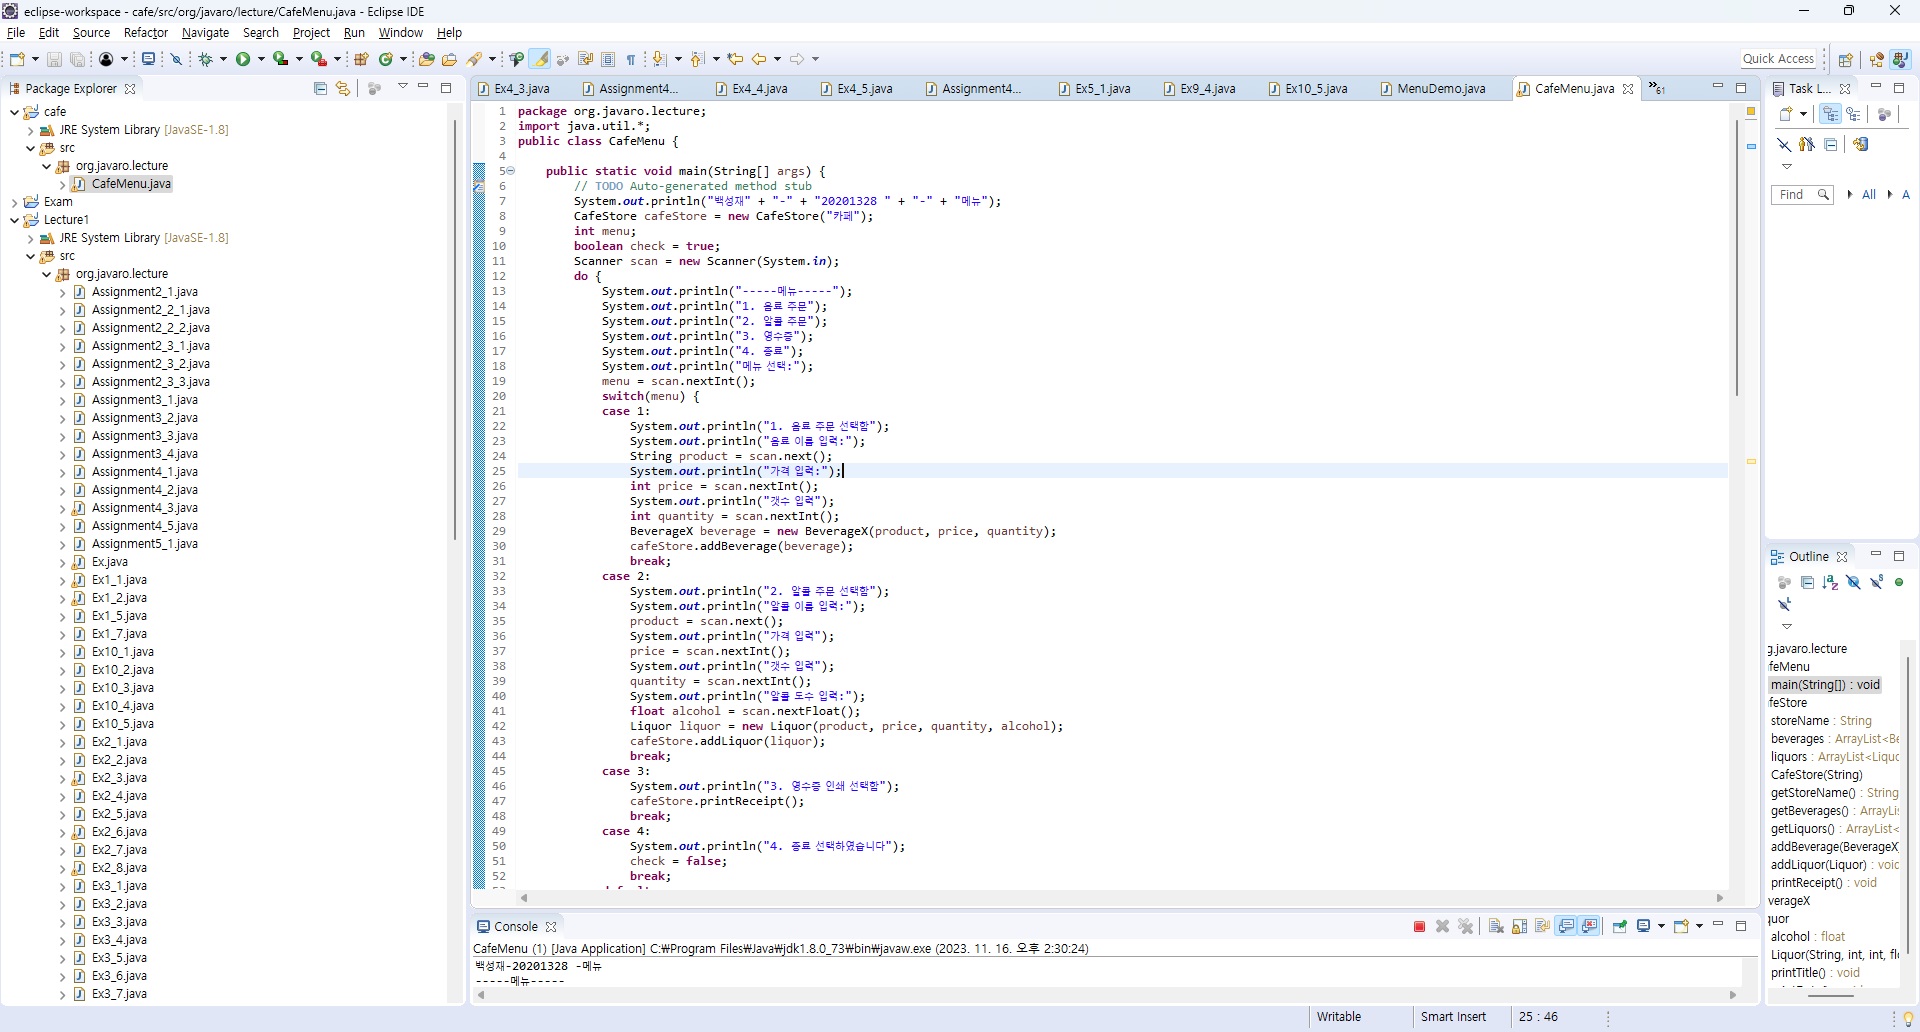 eclipse-workspace - cafe/src/org/javaro/lecture/CafeMenu.java - Eclipse IDE
File Edit Source Refactor Navigate Search Project Run Window Help
Quick Access
Package Explorer
cafe
JRE System Library [JavaSE-1.8]
src
org.javaro.lecture
CafeMenu.java
Exam
Lecture1
JRE System Library [JavaSE-1.8]
src
org.javaro.lecture
Assignment2_1.java
Assignment2_2_1.java
Assignment2_2_2.java
Assignment2_3_1.java
Assignment2_3_2.java
Assignment2_3_3.java
Assignment3_1.java
Assignment3_2.java
Assignment3_3.java
Assignment3_4.java
Assignment4_1.java
Assignment4_2.java
Assignment4_3.java
Assignment4_5.java
Assignment5_1.java
Ex.java
Ex1_1.java
Ex1_2.java
Ex1_5.java
Ex1_7.java
Ex10_1.java
Ex10_2.java
Ex10_3.java
Ex10_4.java
Ex10_5.java
Ex2_1.java
Ex2_2.java
Ex2_3.java
Ex2_4.java
Ex2_5.java
Ex2_6.java
Ex2_7.java
Ex2_8.java
Ex3_1.java
Ex3_2.java
Ex3_3.java
Ex3_4.java
Ex3_5.java
Ex3_6.java
Ex3_7.java
Ex4_3.java Assignment4... Ex4_4.java Ex4_5.java Assignment4... Ex5_1.java Ex9_4.java Ex10_5.java MenuDemo.java CafeMenu.java »61
1 package org.javaro.lecture;
2 import java.util.*;
3 public class CafeMenu {
4
5 public static void main(String[] args) {
6 // TODO Auto-generated method stub
7 System.out.println("백성재" + "-" + "20201328 " + "-" + "메뉴");
8 CafeStore cafeStore = new CafeStore("카페");
9 int menu;
10 boolean check = true;
11 Scanner scan = new Scanner(System.in);
12 do {
13 System.out.println("-----메뉴-----");
14 System.out.println("1. 음료 주문");
15 System.out.println("2. 알콜 주문");
16 System.out.println("3. 영수증");
17 System.out.println("4. 종료");
18 System.out.println("메뉴 선택:");
19 menu = scan.nextInt();
20 switch(menu) {
21 case 1:
22 System.out.println("1. 음료 주문 선택함");
23 System.out.println("음료 이름 입력:");
24 String product = scan.next();
25 System.out.println("가격 입력:");
26 int price = scan.nextInt();
27 System.out.println("갯수 입력");
28 int quantity = scan.nextInt();
29 BeverageX beverage = new BeverageX(product, price, quantity);
30 cafeStore.addBeverage(beverage);
31 break;
32 case 2:
33 System.out.println("2. 알콜 주문 선택함");
34 System.out.println("알콜 이름 입력:");
35 product = scan.next();
36 System.out.println("가격 입력");
37 price = scan.nextInt();
38 System.out.println("갯수 입력");
39 quantity = scan.nextInt();
40 System.out.println("알콜 도수 입력:");
41 float alcohol = scan.nextFloat();
42 Liquor liquor = new Liquor(product, price, quantity, alcohol);
43 cafeStore.addLiquor(liquor);
44 break;
45 case 3:
46 System.out.println("3. 영수증 인쇄 선택함");
47 cafeStore.printReceipt();
48 break;
49 case 4:
50 System.out.println("4. 종료 선택하였습니다");
51 check = false;
52 break;
Console
CafeMenu (1) [Java Application] C:₩Program Files₩Java₩jdk1.8.0_73₩bin₩javaw.exe (2023. 11. 16. 오후 2:30:24)
백성재-20201328 -메뉴
-----메뉴-----
Task L...
Find All A
Outline
g.javaro.lecture
feMenu
main(String[]) : void
feStore
storeName : String
beverages : ArrayList<Be
liquors : ArrayList<Liquo
CafeStore(String)
getStoreName() : String
getBeverages() : ArrayLis
getLiquors() : ArrayList<
addBeverage(BeverageX
addLiquor(Liquor) : voic
printReceipt() : void
verageX
quor
alcohol : float
Liquor(String, int, int, flo
printTitle() : void
Writable Smart Insert 25 : 46